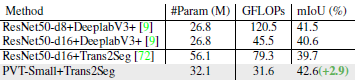 Method #Param (M) GFLOPs mIoU (%)
ResNet50-d8+DeeplabV3+ [9] 26.8 120.5 41.5
ResNet50-d16+DeeplabV3+ [9] 26.8 45.5 40.6
ResNet50-d16+Trans2Seg [72] 56.1 79.3 39.7
PVT-Small+Trans2Seg 32.1 31.6 42.6(+2.9)